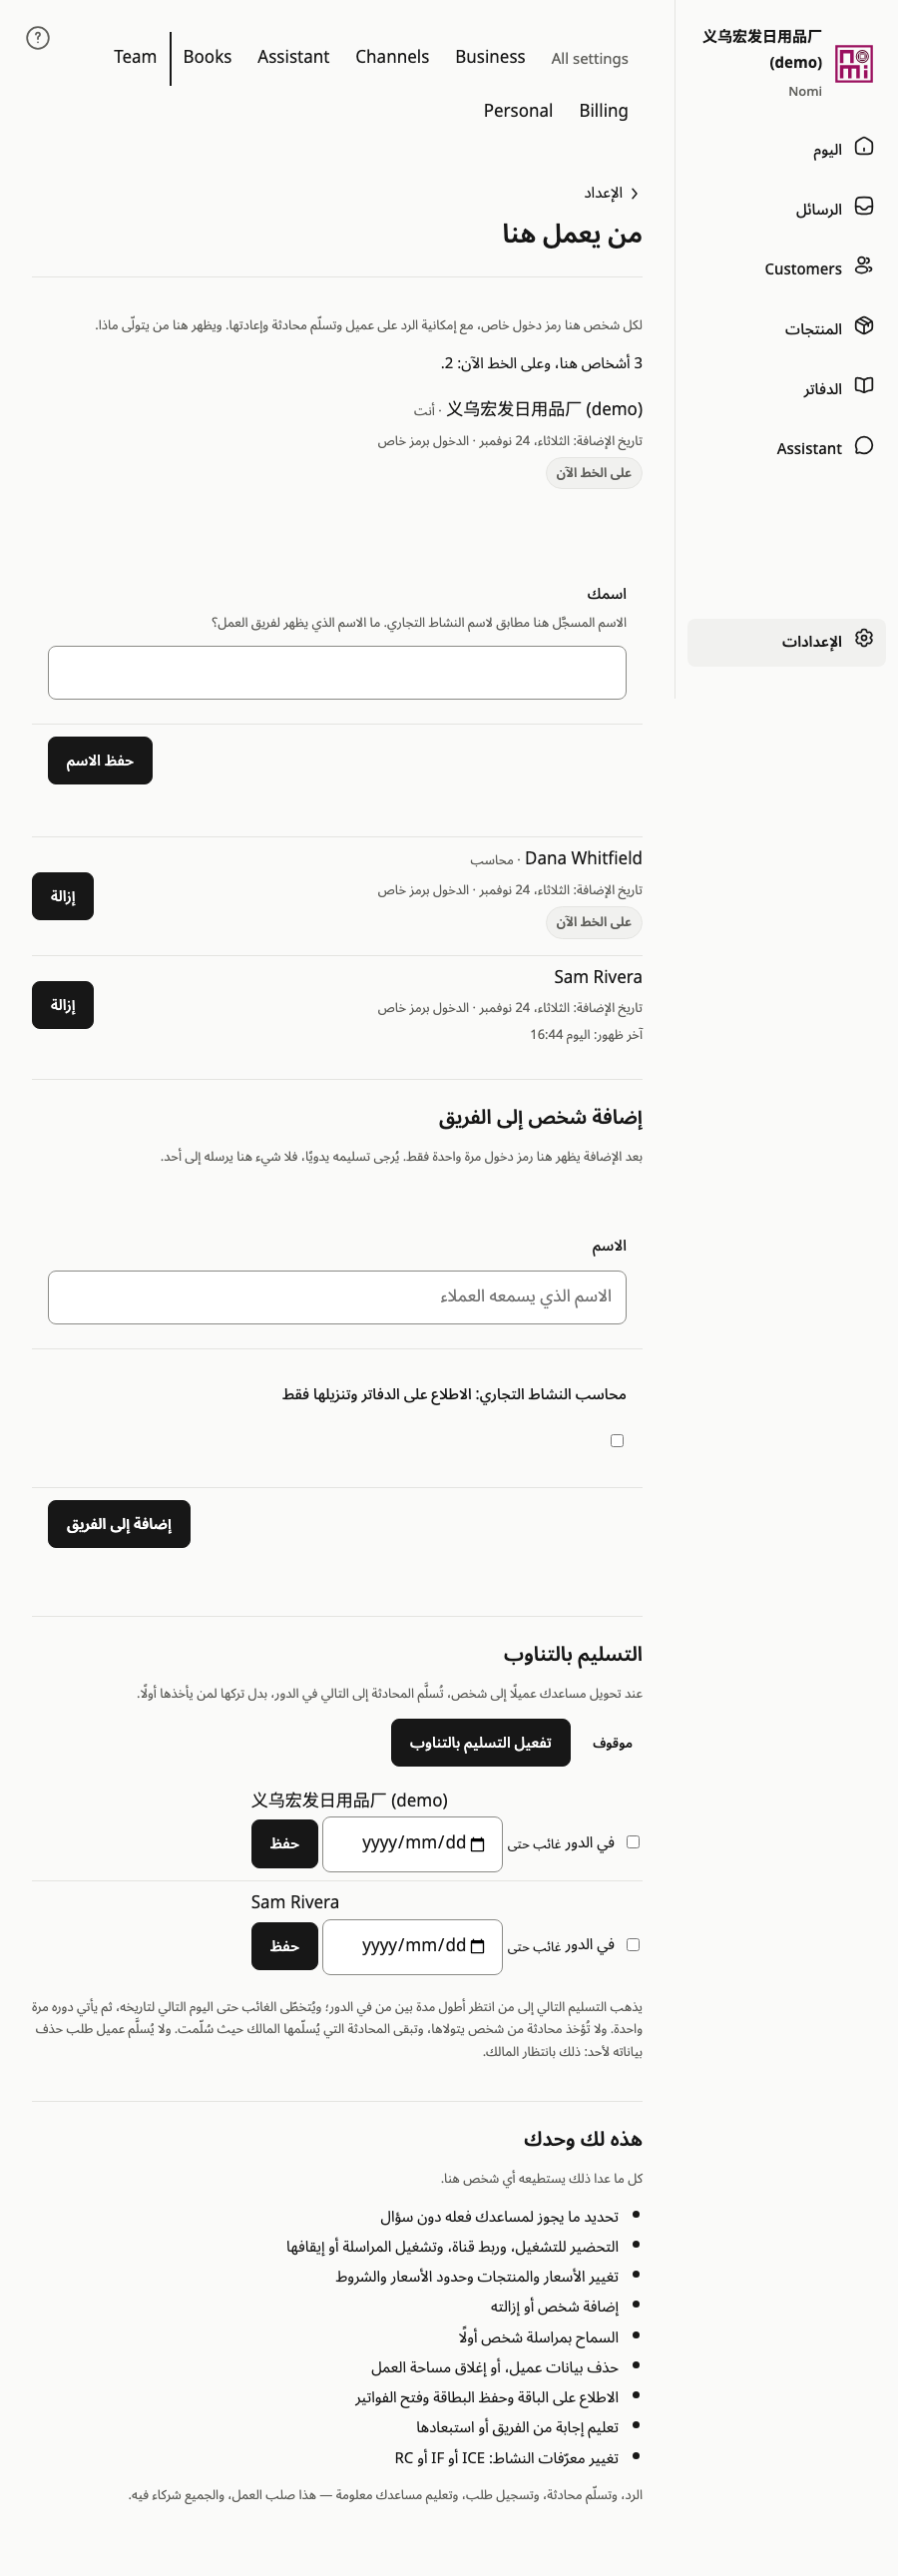 义乌宏发日用品厂
(demo)
Nomi
اليوم
الرسائل
Customers
المنتجات
الدفاتر
Assistant
الإعدادات
All settings
Business
Channels
Assistant
Books
Team
Billing
Personal
الإعداد
من يعمل هنا
لكل شخص هنا رمز دخول خاص، مع إمكانية الرد على عميل وتسلّم محادثة وإعادتها. ويظهر هنا من يتولّى ماذا.
3 أشخاص هنا، وعلى الخط الآن: 2.
义乌宏发日用品厂 (demo) · أنت
تاريخ الإضافة: الثلاثاء، 24 نوفمبر · الدخول برمز خاص
على الخط الآن
اسمك
الاسم المسجَّل هنا مطابق لاسم النشاط التجاري. ما الاسم الذي يظهر لفريق العمل؟
حفظ الاسم
Dana Whitfield · محاسب
تاريخ الإضافة: الثلاثاء، 24 نوفمبر · الدخول برمز خاص
على الخط الآن
إزالة
Sam Rivera
تاريخ الإضافة: الثلاثاء، 24 نوفمبر · الدخول برمز خاص
آخر ظهور: اليوم 16:44
إزالة
إضافة شخص إلى الفريق
بعد الإضافة يظهر هنا رمز دخول مرة واحدة فقط. يُرجى تسليمه يدويًا، فلا شيء هنا يرسله إلى أحد.
الاسم
الاسم الذي يسمعه العملاء
محاسب النشاط التجاري: الاطلاع على الدفاتر وتنزيلها فقط
إضافة إلى الفريق
التسليم بالتناوب
عند تحويل مساعدك عميلًا إلى شخص، تُسلَّم المحادثة إلى التالي في الدور، بدل تركها لمن يأخذها أولًا.
موقوف
تفعيل التسليم بالتناوب
义乌宏发日用品厂 (demo)
في الدور غائب حتى yyyy/mm/dd حفظ
Sam Rivera
في الدور غائب حتى yyyy/mm/dd حفظ
يذهب التسليم التالي إلى من انتظر أطول مدة بين من في الدور؛ ويُتخطّى الغائب حتى اليوم التالي لتاريخه، ثم يأتي دوره مرة
واحدة. ولا تُؤخذ محادثة من شخص يتولاها، وتبقى المحادثة التي يُسلّمها المالك حيث سُلّمت. ولا يُسلَّم عميل طلب حذف
بياناته لأحد: ذلك بانتظار المالك.
هذه لك وحدك
كل ما عدا ذلك يستطيعه أي شخص هنا.
تحديد ما يجوز لمساعدك فعله دون سؤال
التحضير للتشغيل، وربط قناة، وتشغيل المراسلة أو إيقافها
تغيير الأسعار والمنتجات وحدود الأسعار والشروط
إضافة شخص أو إزالته
السماح بمراسلة شخص أولًا
حذف بيانات عميل، أو إغلاق مساحة العمل
الاطلاع على الباقة وحفظ البطاقة وفتح الفواتير
تعليم إجابة من الفريق أو استبعادها
تغيير معرّفات النشاط: ICE أو IF أو RC
الرد، وتسلّم محادثة، وتسجيل طلب، وتعليم مساعدك معلومة — هذا صلب العمل، والجميع شركاء فيه.